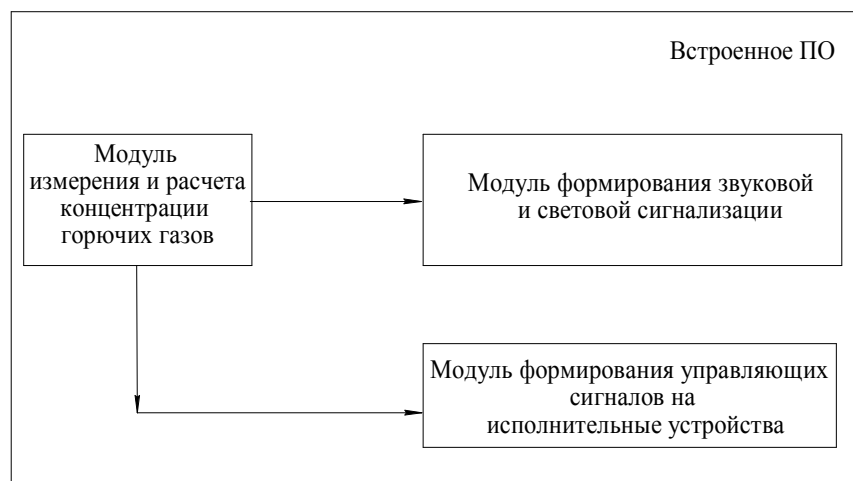 Встроенное ПО
Модуль
измерения и расчета
концентрации
горючих газов
Модуль формирования звуковой
и световой сигнализации
Модуль формирования управляющих
сигналов на
исполнительные устройства